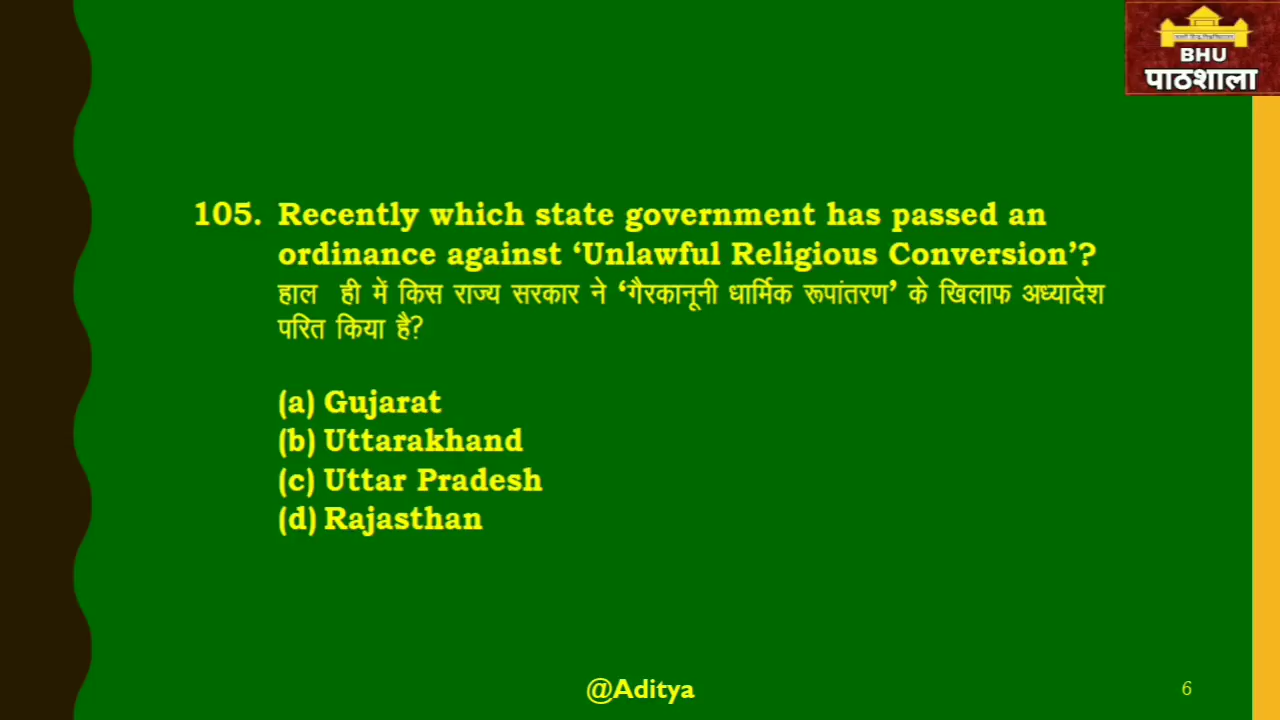 BHU
पाठशाला
105. Recently which state government has passed an
ordinance against ‘Unlawful Religious Conversion’?
हाल ही में किस राज्य सरकार ने ‘गैरकानूनी धार्मिक रूपांतरण’ के खिलाफ अध्यादेश
परित किया है?
(a) Gujarat
(b) Uttarakhand
(c) Uttar Pradesh
(d) Rajasthan
@Aditya
6